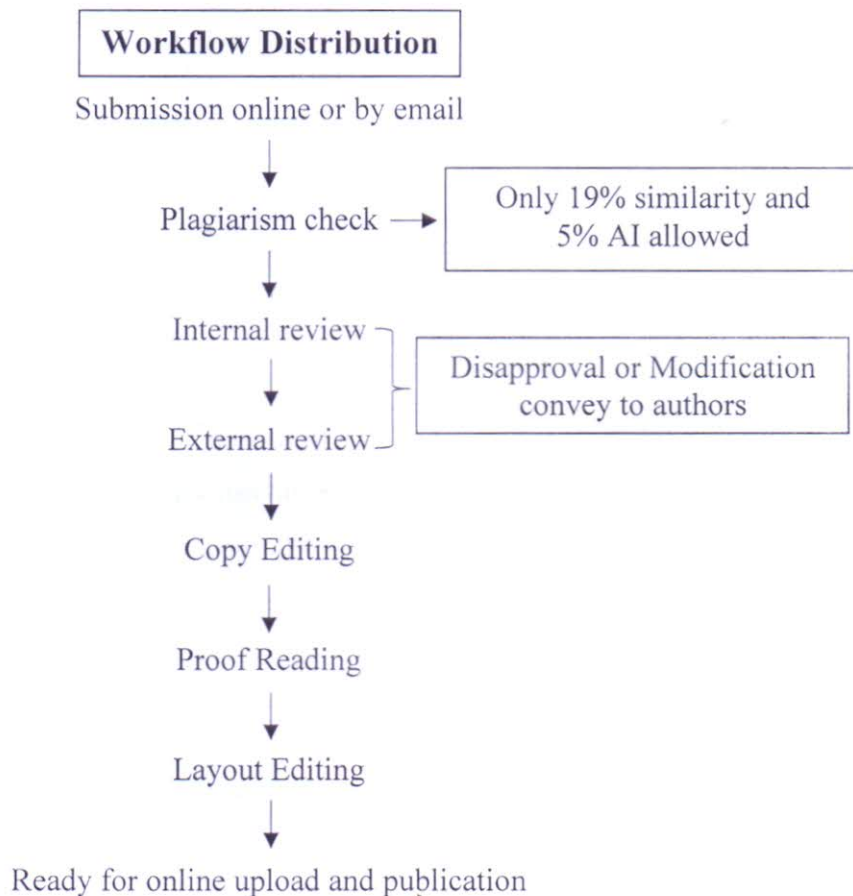 Workflow Distribution
Submission online or by email
Plagiarism check
Only 19% similarity and
5% AI allowed
Internal review
Disapproval or Modification
convey to authors
External review
Copy Editing
Proof Reading
Layout Editing
Ready for online upload and publication